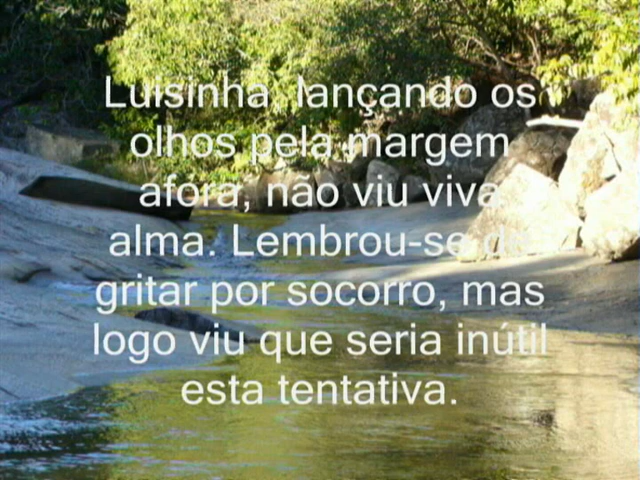 Luisinha, lançando os
olhos pela margem
afora, não viu viva
alma. Lembrou-se de
gritar por socorro, mas
logo viu que seria inútil
esta tentativa.